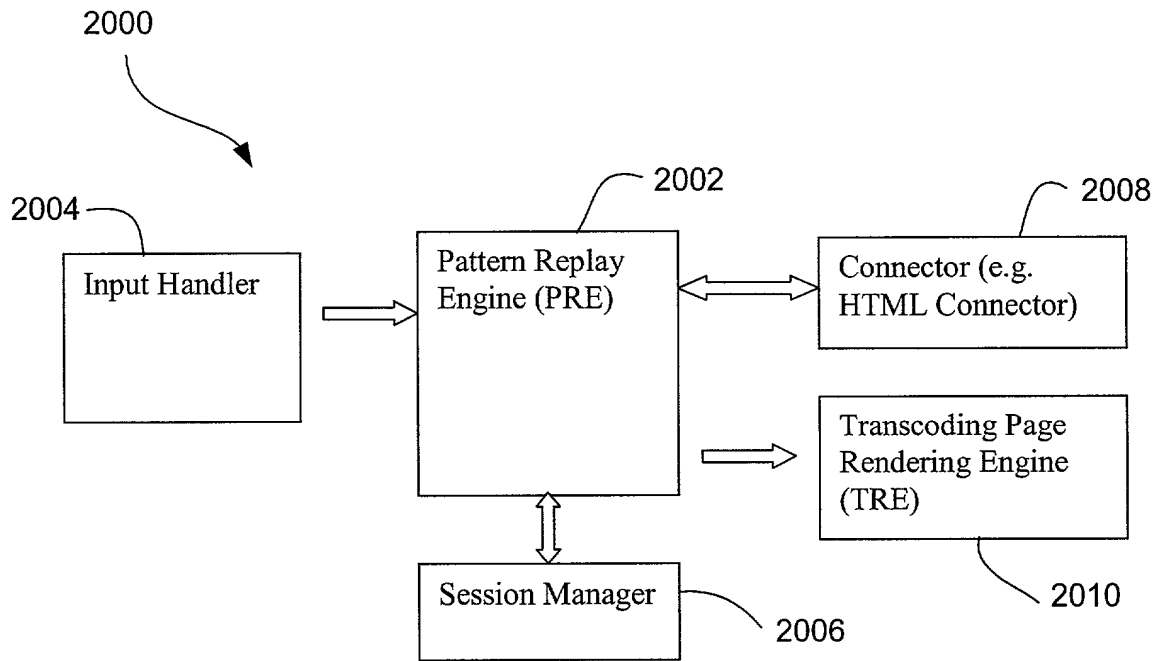 2000
2004
Input Handler
2002
Pattern Replay
Engine (PRE)
2008
Connector (e.g.
HTML Connector)
Transcoding Page
Rendering Engine
(TRE)
2010
Session Manager
2006